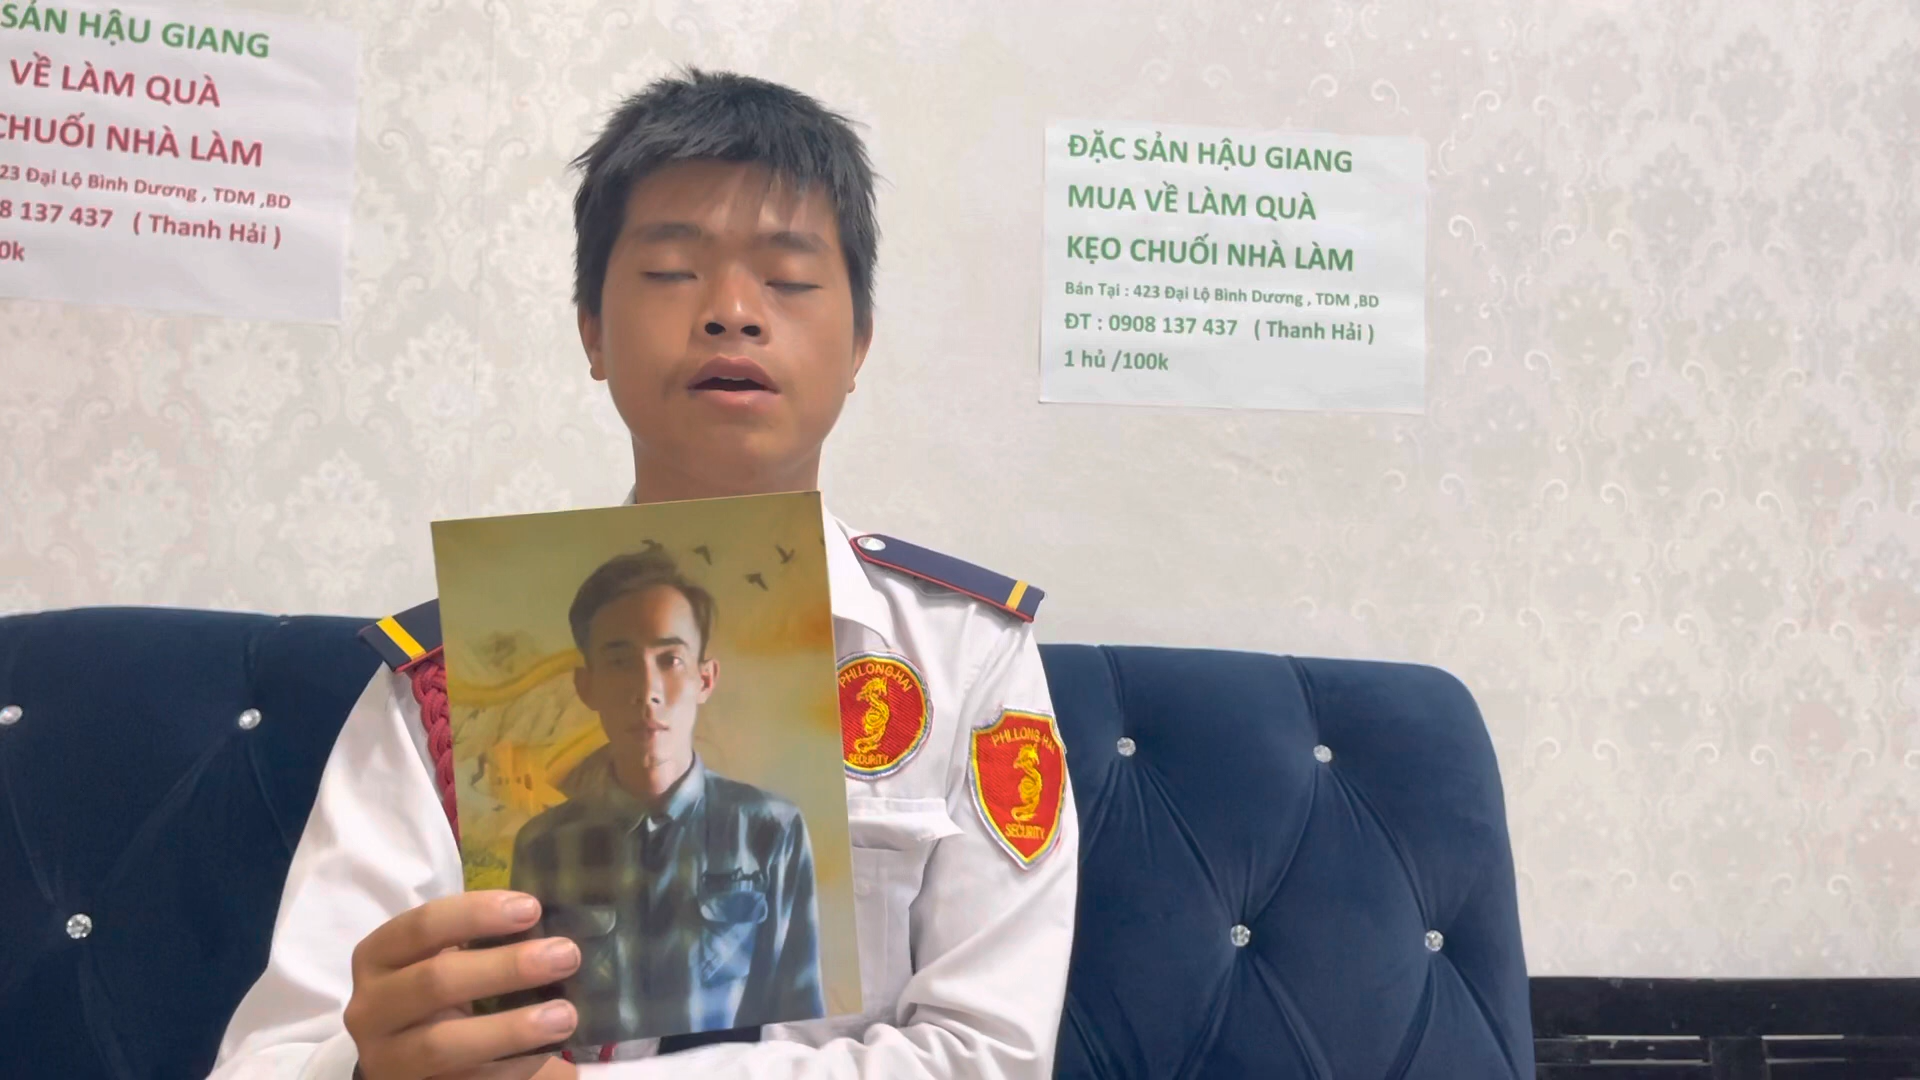 SẢN HẬU GIANG
VỀ LÀM QUÀ
CHUỐI NHÀ LÀM
23 Đại Lộ Bình Dương , TDM ,BD
8 137 437 ( Thanh Hải )
0k
ĐẶC SẢN HẬU GIANG
MUA VỀ LÀM QUÀ
KẸO CHUỐI NHÀ LÀM
Bán Tại : 423 Đại Lộ Bình Dương , TDM ,BD
ĐT : 0908 137 437 ( Thanh Hải )
1 hủ /100k
PHI LONG HAI
SECURITY
PHI LONG HAI
SECURITY